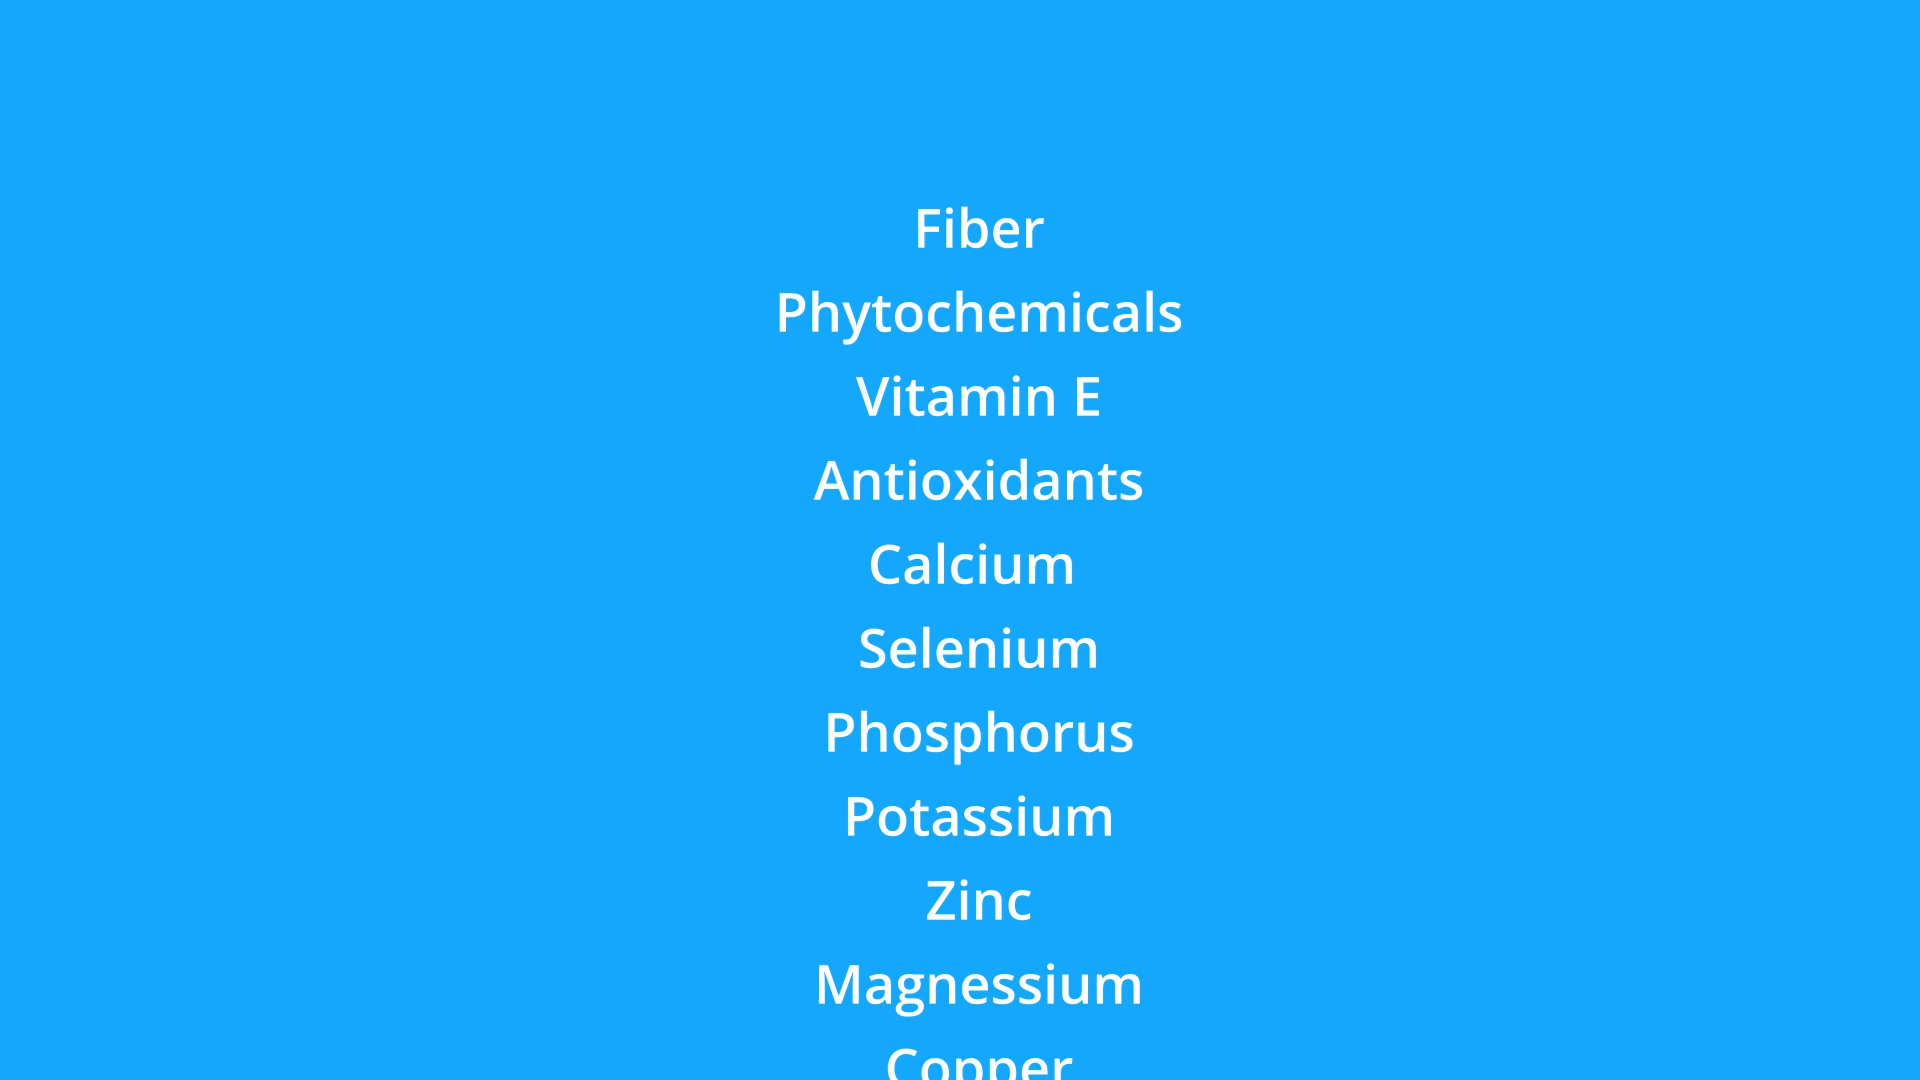 Fiber
Phytochemicals
Vitamin E
Antioxidants
Calcium
Selenium
Phosphorus
Potassium
Zinc
Magnessium
Copper